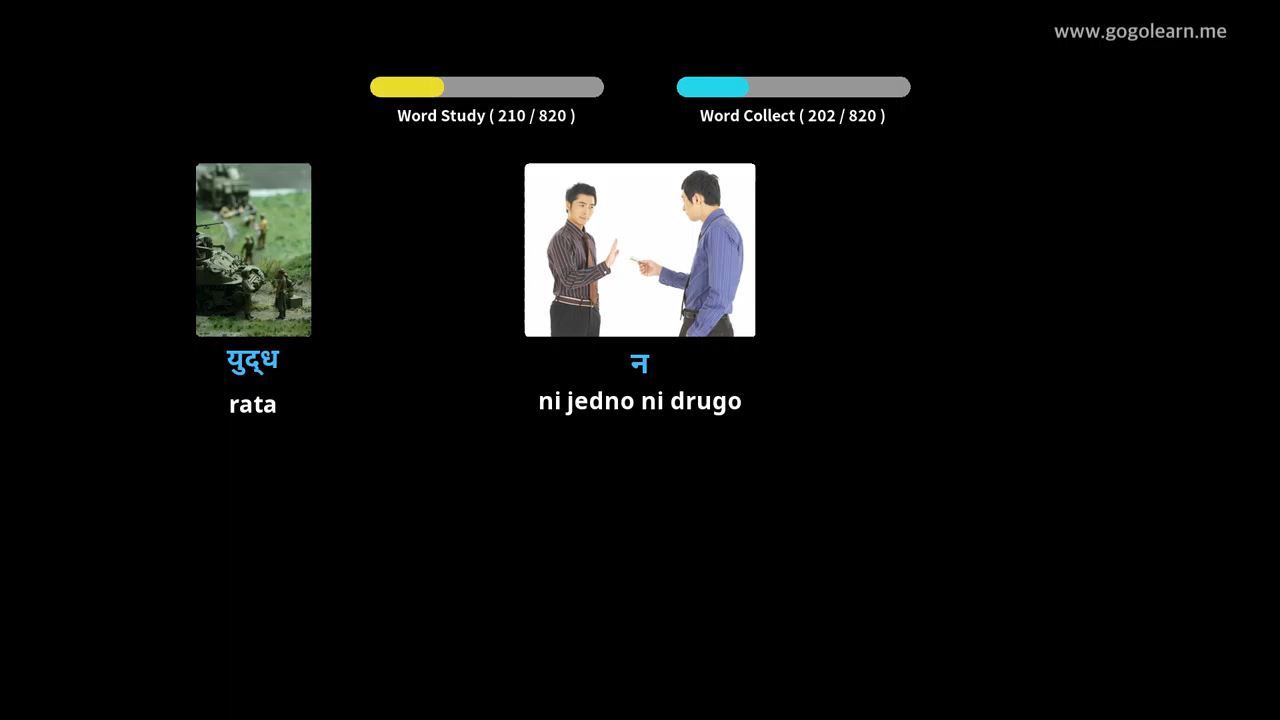 www.gogolearn.me
Word Study ( 210 / 820 )
Word Collect ( 202 / 820 )
युद्ध
rata
न
ni jedno ni drugo